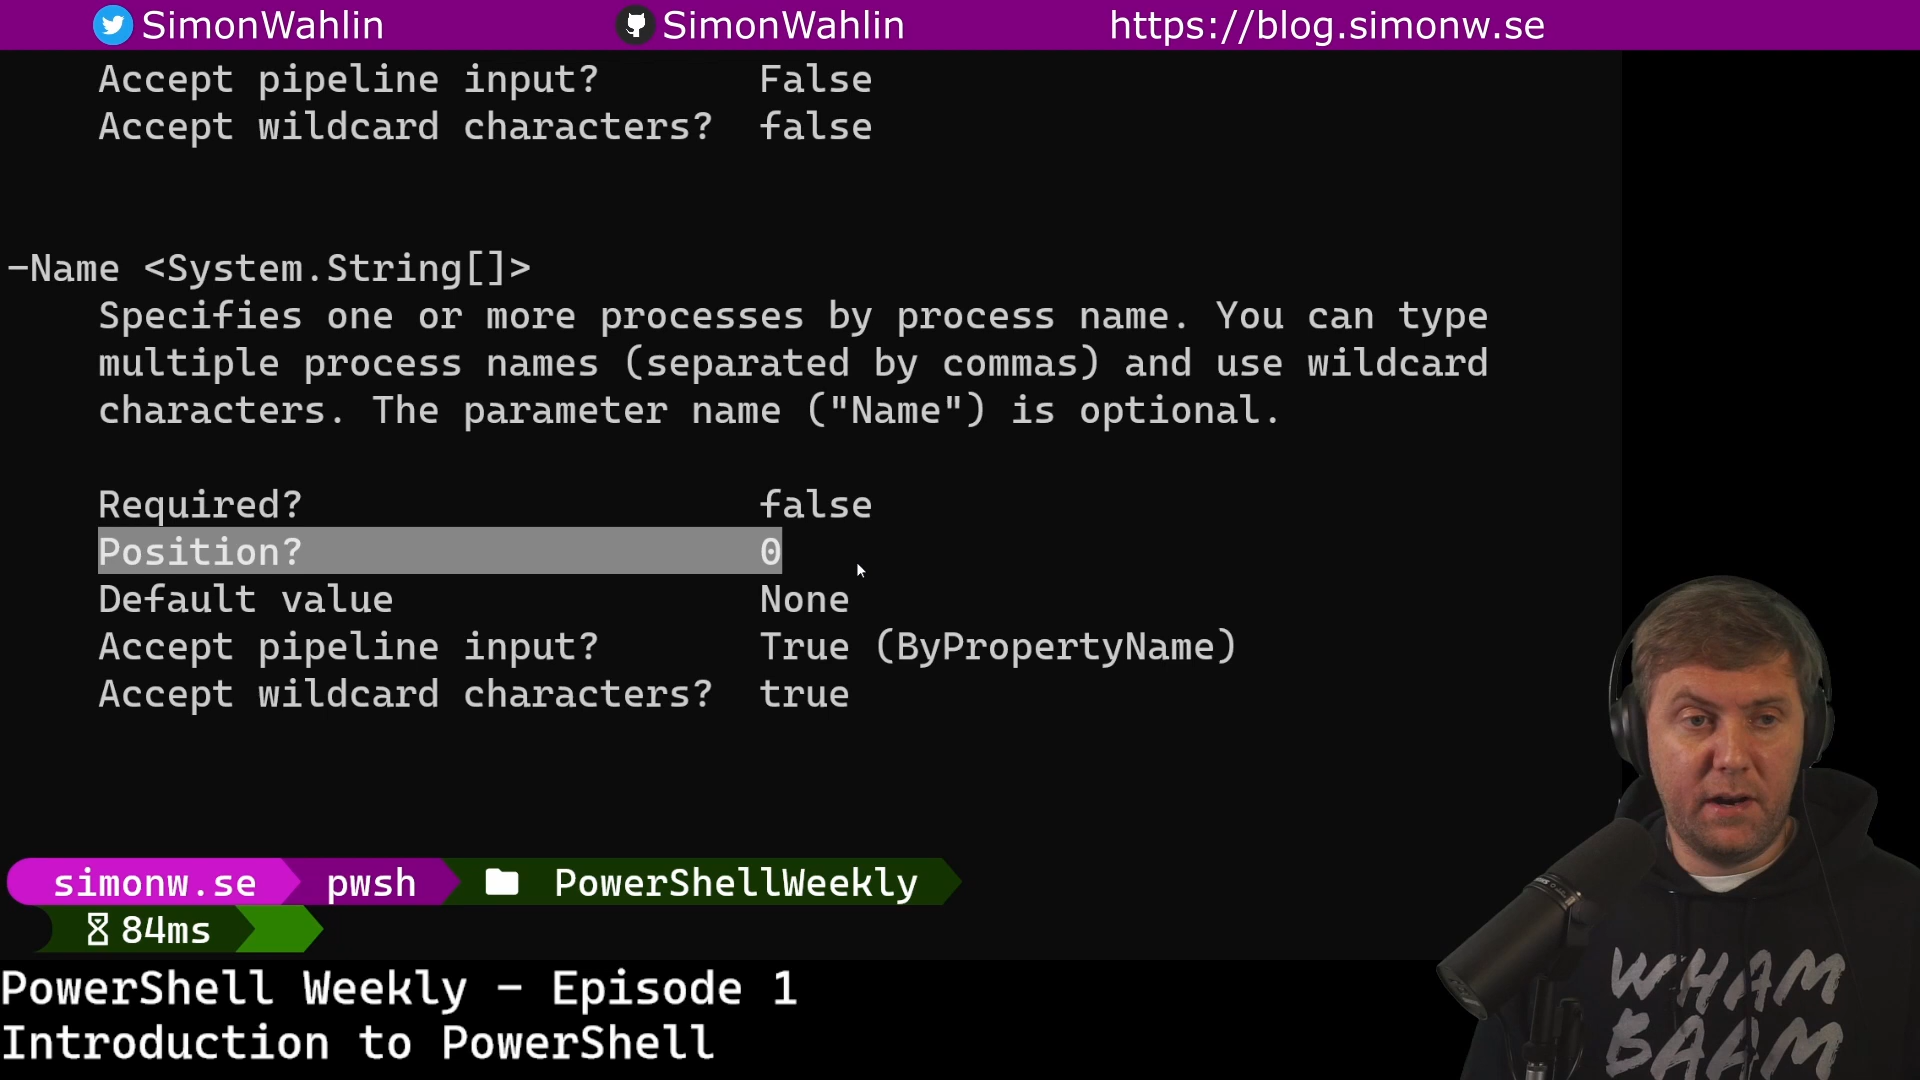 SimonWahlin SimonWahlin https://blog.simonw.se
Accept pipeline input? False
Accept wildcard characters? false
-Name <System.String[]>
Specifies one or more processes by process name. You can type
multiple process names (separated by commas) and use wildcard
characters. The parameter name ("Name") is optional.
Required? false
Position? 0
Default value None
Accept pipeline input? True (ByPropertyName)
Accept wildcard characters? true
simonw.se pwsh PowerShellWeekly
84ms
PowerShell Weekly - Episode 1
Introduction to PowerShell
WHAM
BAAM